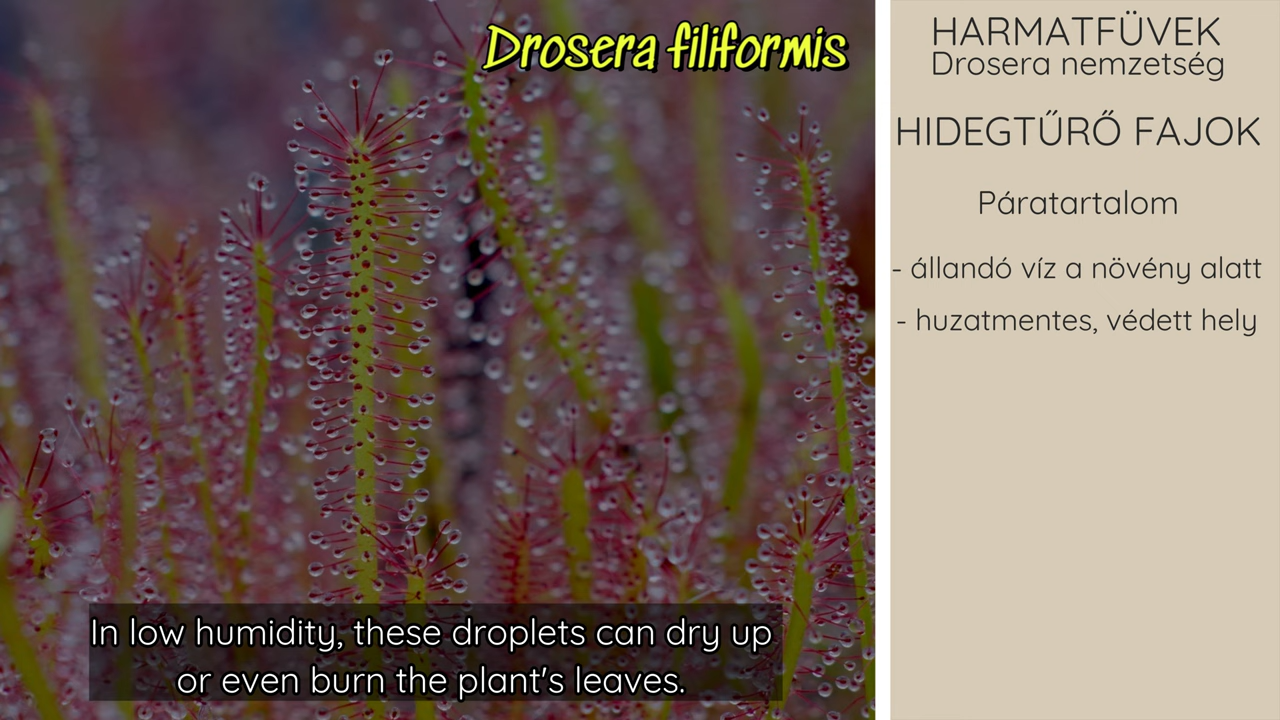 Drosera filiformis
In low humidity, these droplets can dry up
or even burn the plant's leaves.
HARMATFÜVEK
Drosera nemzetség
HIDEGTŰRŐ FAJOK
Páratartalom
- állandó víz a növény alatt
- huzatmentes, védett hely